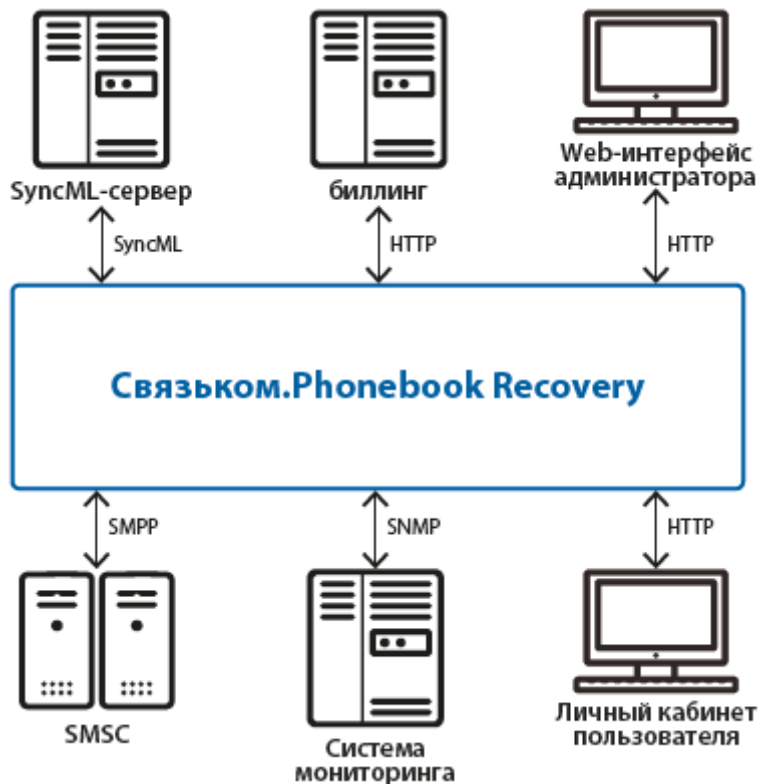 SyncML-сервер
биллинг
Web-интерфейс
администратора
SyncML
HTTP
HTTP
Связьком.Phonebook Recovery
SMPP
SNMP
HTTP
SMSC
Система
мониторинга
Личный кабинет
пользователя